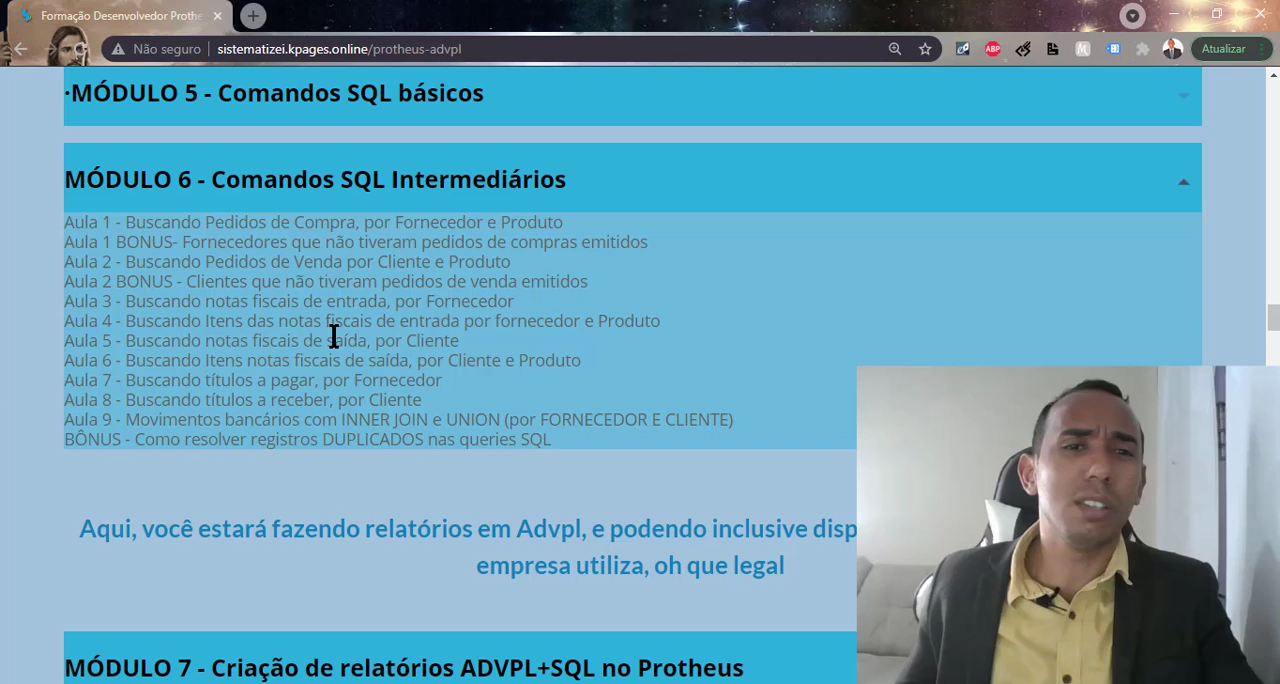 Formação Desenvolvedor Prothe
Não seguro
sistematizei.kpages.online/protheus-advpl
ABP
M
Atualizar
·MÓDULO 5 - Comandos SQL básicos
MÓDULO 6 - Comandos SQL Intermediários
Aula 1 - Buscando Pedidos de Compra, por Fornecedor e Produto
Aula 1 BONUS- Fornecedores que não tiveram pedidos de compras emitidos
Aula 2 - Buscando Pedidos de Venda por Cliente e Produto
Aula 2 BONUS - Clientes que não tiveram pedidos de venda emitidos
Aula 3 - Buscando notas fiscais de entrada, por Fornecedor
Aula 4 - Buscando Itens das notas fiscais de entrada por fornecedor e Produto
Aula 5 - Buscando notas fiscais de saída, por Cliente
Aula 6 - Buscando Itens notas fiscais de saída, por Cliente e Produto
Aula 7 - Buscando títulos a pagar, por Fornecedor
Aula 8 - Buscando títulos a receber, por Cliente
Aula 9 - Movimentos bancários com INNER JOIN e UNION (por FORNECEDOR E CLIENTE)
BÔNUS - Como resolver registros DUPLICADOS nas queries SQL
Aqui, você estará fazendo relatórios em Advpl, e podendo inclusive disp
empresa utiliza, oh que legal
MÓDULO 7 - Criação de relatórios ADVPL+SQL no Protheus